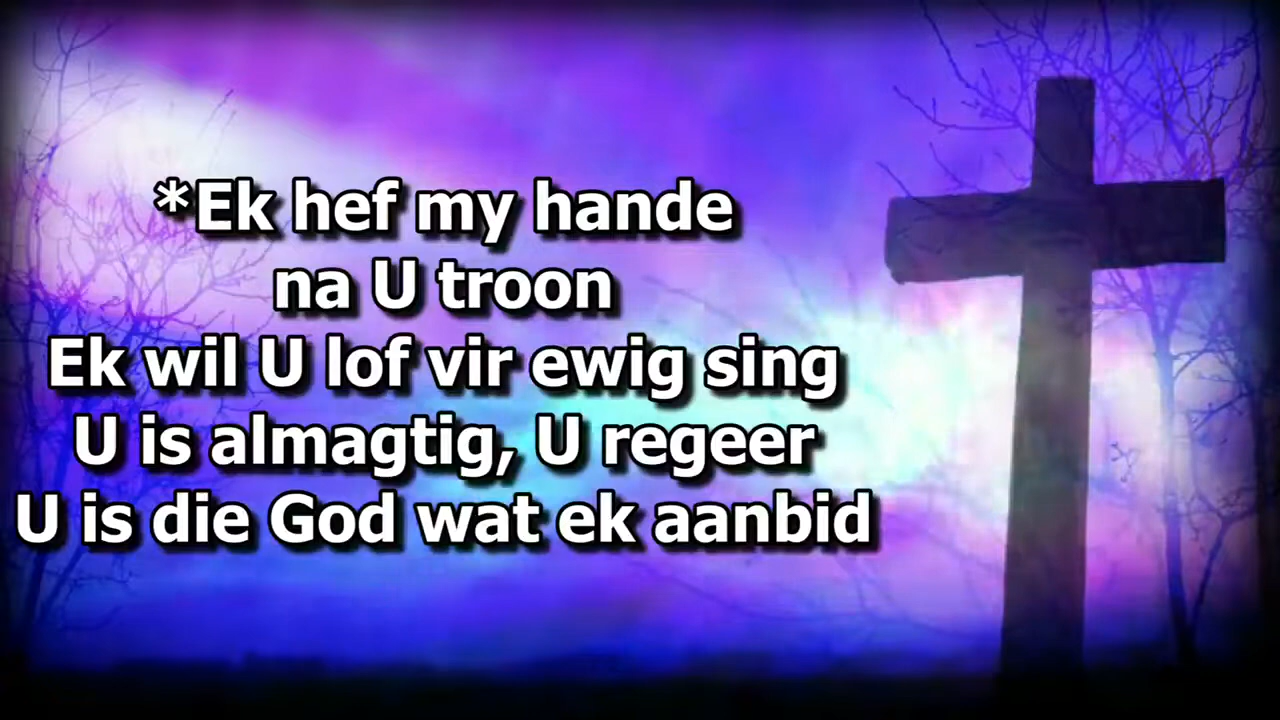 *Ek hef my hande
na U troon
Ek wil U lof vir ewig sing
U is almagtig, U regeer
U is die God wat ek aanbid